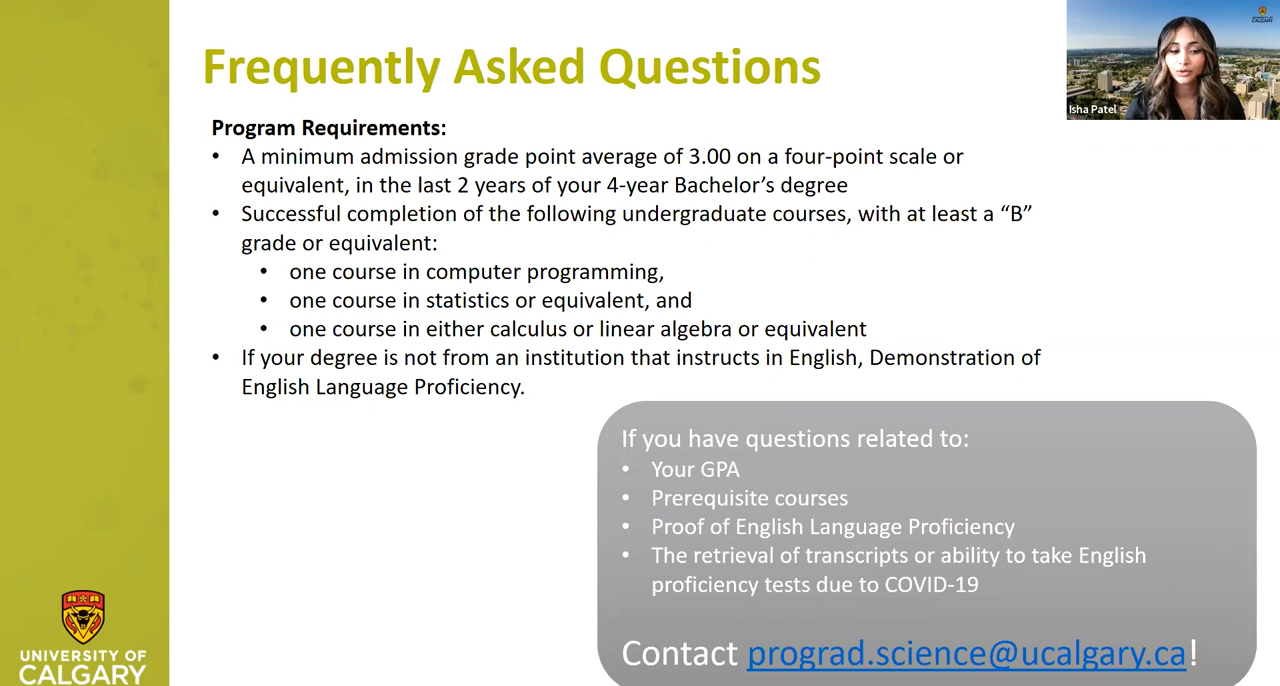 Frequently Asked Questions
Program Requirements:
• A minimum admission grade point average of 3.00 on a four-point scale or
equivalent, in the last 2 years of your 4-year Bachelor’s degree
• Successful completion of the following undergraduate courses, with at least a “B”
grade or equivalent:
• one course in computer programming,
• one course in statistics or equivalent, and
• one course in either calculus or linear algebra or equivalent
• If your degree is not from an institution that instructs in English, Demonstration of
English Language Proficiency.
If you have questions related to:
• Your GPA
• Prerequisite courses
• Proof of English Language Proficiency
• The retrieval of transcripts or ability to take English
proficiency tests due to COVID-19
Contact prograd.science@ucalgary.ca!
UNIVERSITY OF
CALGARY
Isha Patel
UNIVERSITY OF
CALGARY